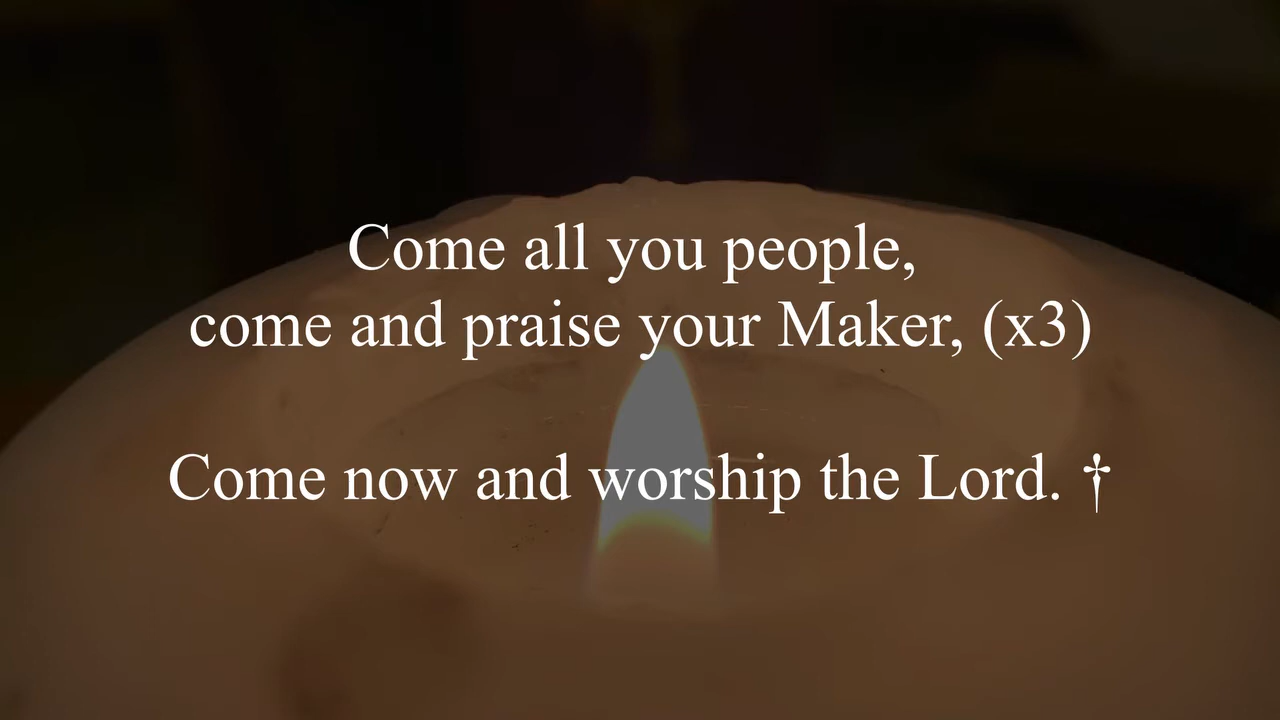 Come all you people,
come and praise your Maker, (x3)
Come now and worship the Lord. †